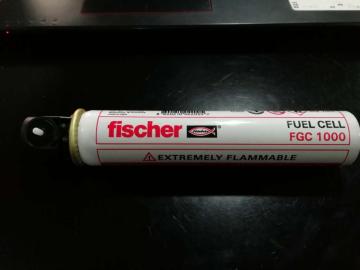 fischer
FUEL CELL
FGC 1000
EXTREMELY FLAMMABLE